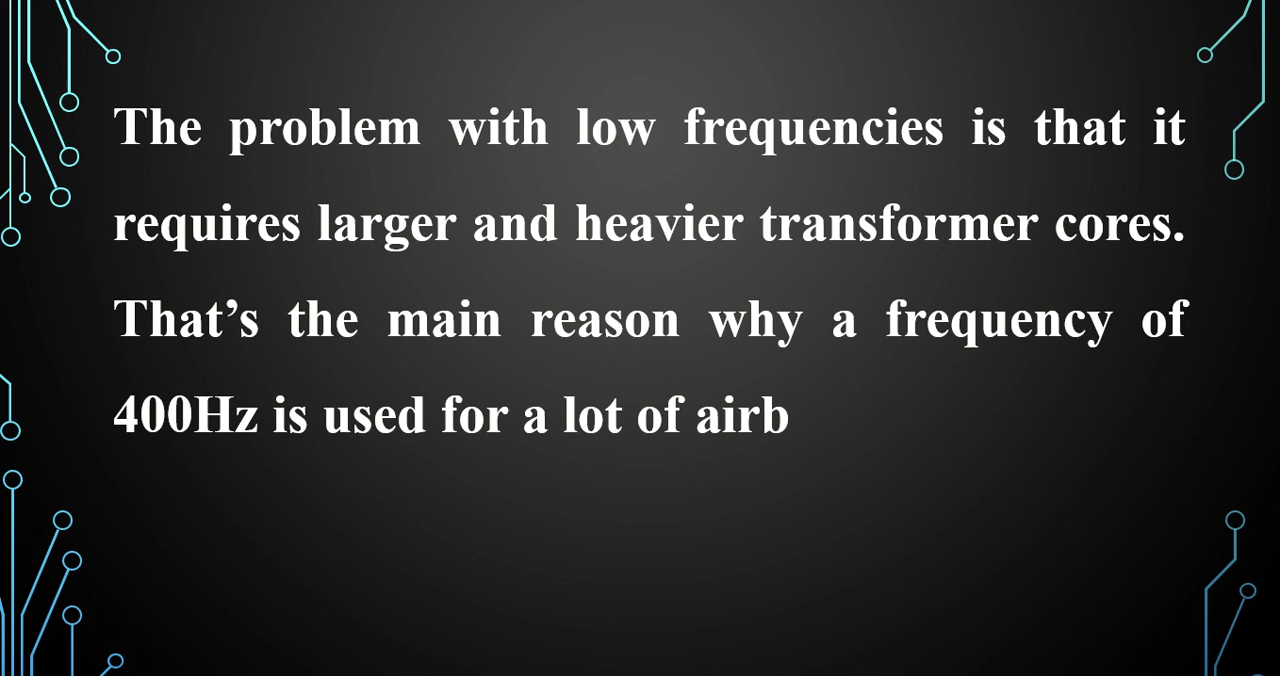 The problem with low frequencies is that it
requires larger and heavier transformer cores.
That’s the main reason why a frequency of
400Hz is used for a lot of airb